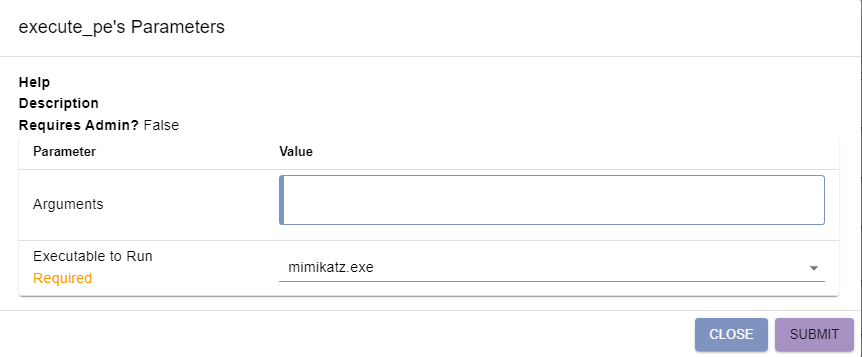 execute_pe's Parameters
Help
Description
Requires Admin? False
Parameter Value
Arguments
Executable to Run
Required
mimikatz.exe
CLOSE SUBMIT